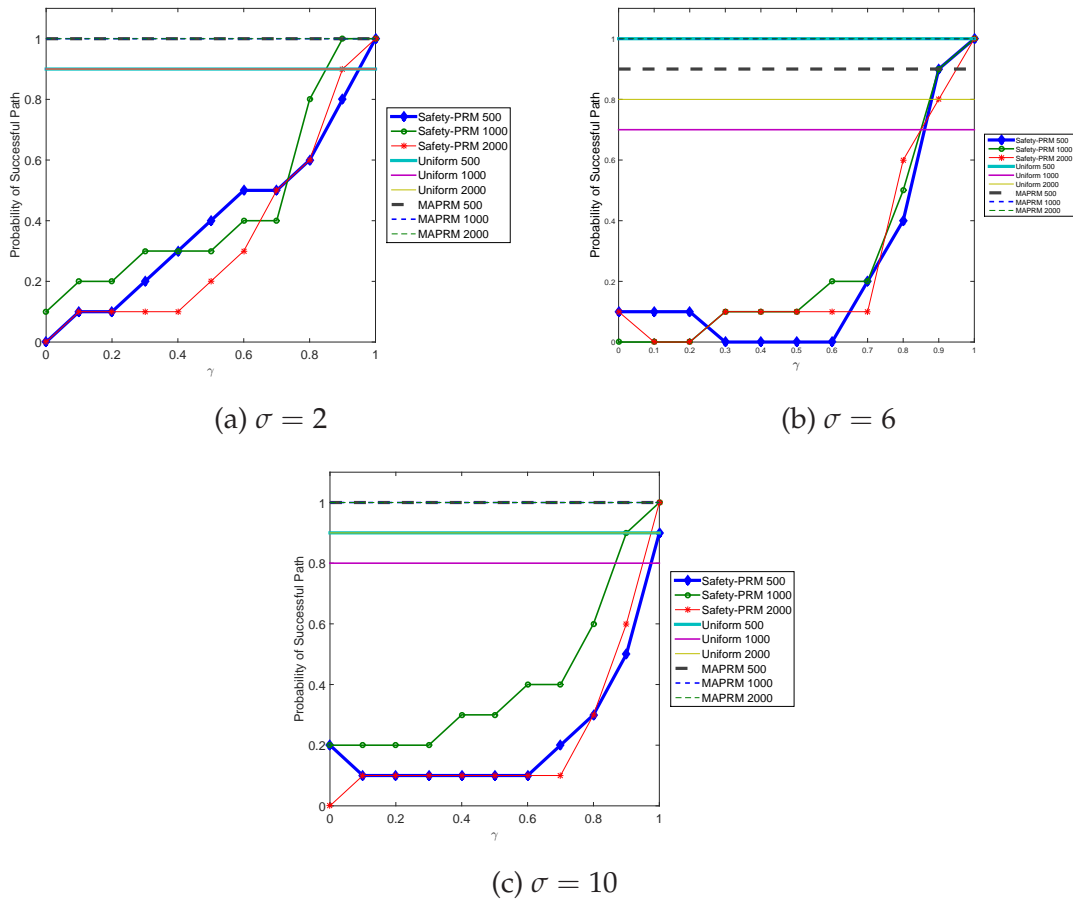 Probability of Successful Path
1
0.8
0.6
0.4
0.2
0
0 0.2 0.4 0.6 0.8 1
γ
Safety-PRM 500
Safety-PRM 1000
Safety-PRM 2000
Uniform 500
Uniform 1000
Uniform 2000
MAPRM 500
MAPRM 1000
MAPRM 2000
(a) σ = 2
Probability of Successful Path
1
0.8
0.6
0.4
0.2
0
0 0.1 0.2 0.3 0.4 0.5 0.6 0.7 0.8 0.9 1
γ
Safety-PRM 500
Safety-PRM 1000
Safety-PRM 2000
Uniform 500
Uniform 1000
Uniform 2000
MAPRM 500
MAPRM 1000
MAPRM 2000
(b) σ = 6
Probability of Successful Path
1
0.8
0.6
0.4
0.2
0
0 0.2 0.4 0.6 0.8 1
γ
Safety-PRM 500
Safety-PRM 1000
Safety-PRM 2000
Uniform 500
Uniform 1000
Uniform 2000
MAPRM 500
MAPRM 1000
MAPRM 2000
(c) σ = 10